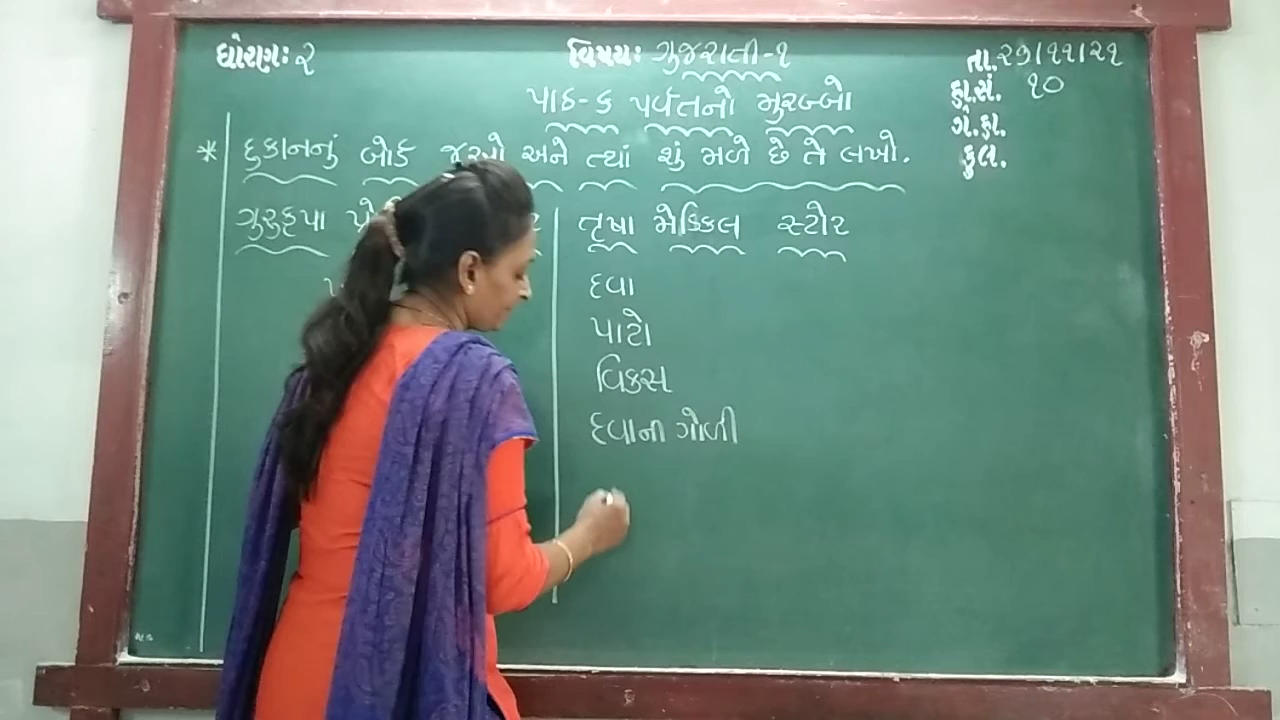 ધોરણઃ ૨ વિષયઃ ગુજરાતી-૧ તા. ૨૭/૧૧/૨૧
પાઠ-૬ પર્વતનો મુરબ્બો હા.સં. ૧૦
ગે.હા.
કુલ.
* દુકાનનું બોર્ડ જુઓ અને ત્યાં શું મળે છે તે લખો.
ગુરુકૃપા તૃષા મેડિકલ સ્ટોર
દવા
પાટો
વિક્સ
દવાની ગોળી